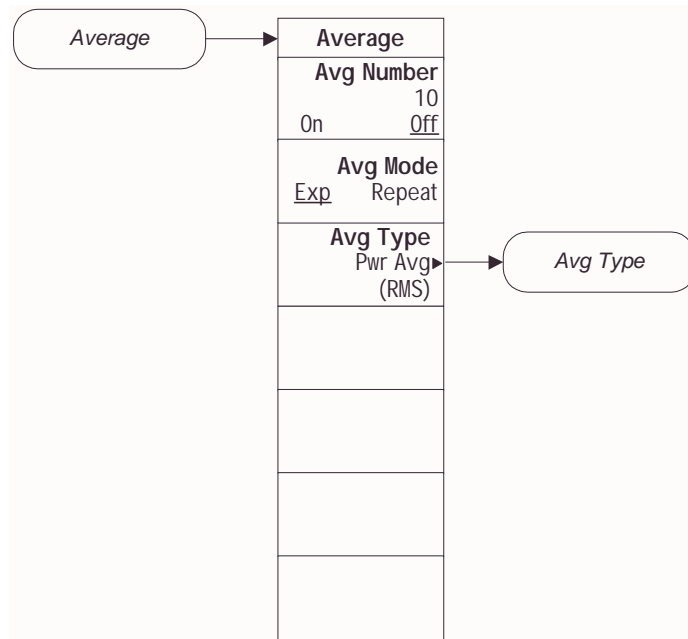 Average
Average
Avg Number
10
On Off
Avg Mode
Exp Repeat
Avg Type
Pwr Avg
(RMS)
Avg Type